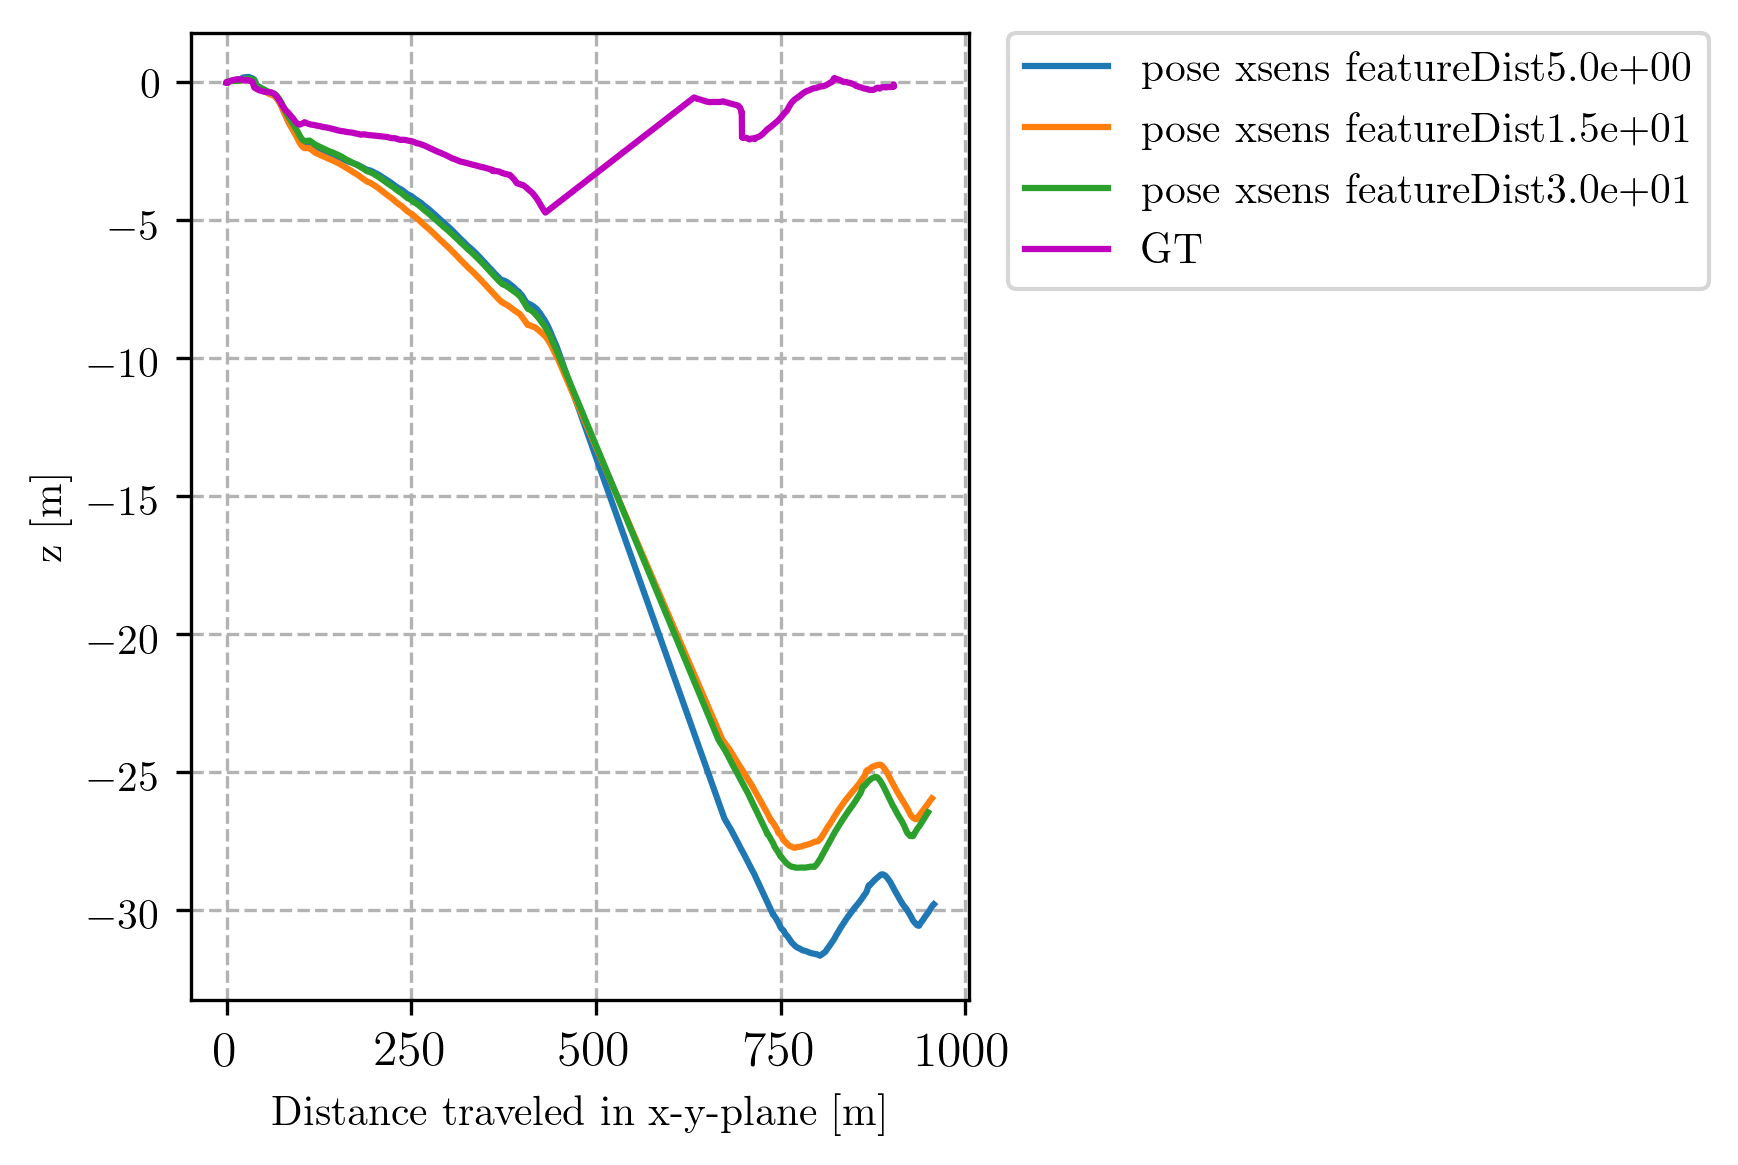 pose xsens featureDist5.0e+00
pose xsens featureDist1.5e+01
pose xsens featureDist3.0e+01
GT
z [m]
0
−5
−10
−15
−20
−25
−30
0 250 500 750 1000
Distance traveled in x-y-plane [m]